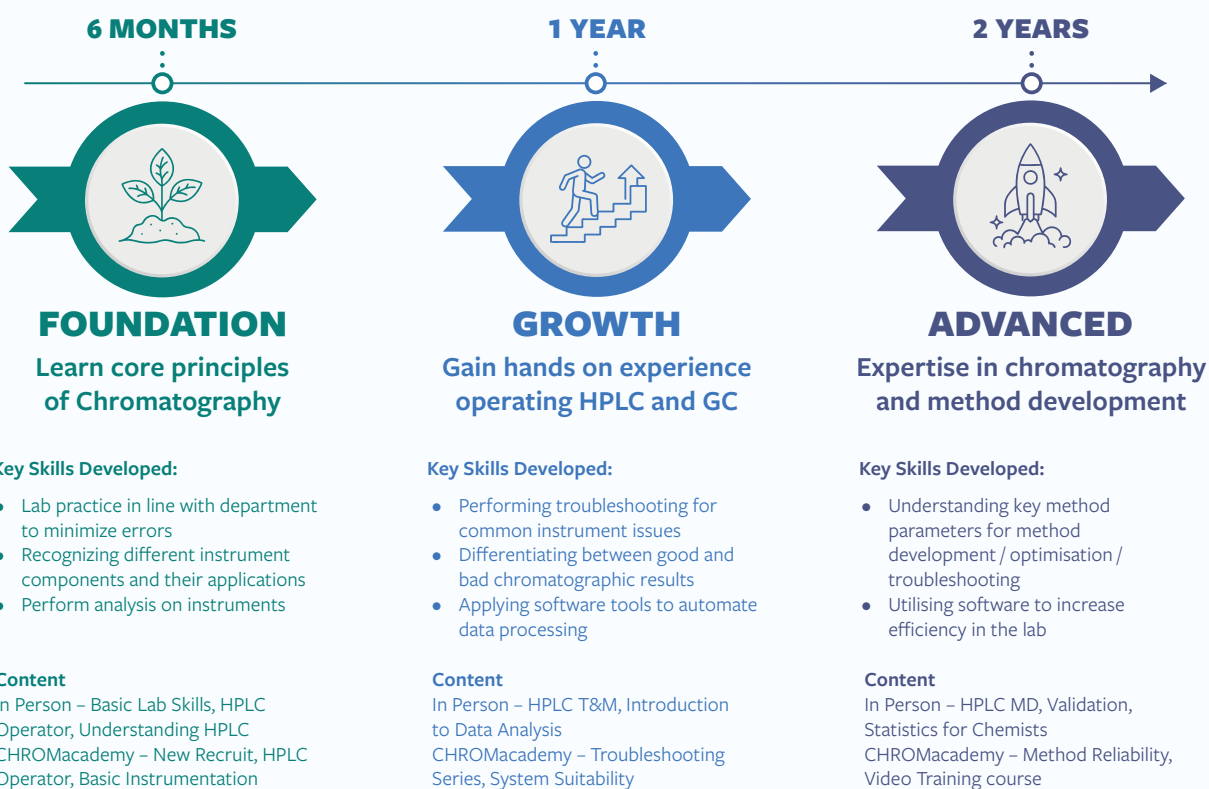 6 MONTHS
1 YEAR
2 YEARS
FOUNDATION
Learn core principles
of Chromatography
Key Skills Developed:
• Lab practice in line with department
to minimize errors
• Recognizing different instrument
components and their applications
• Perform analysis on instruments
Content
In Person – Basic Lab Skills, HPLC
Operator, Understanding HPLC
CHROMacademy – New Recruit, HPLC
Operator, Basic Instrumentation
GROWTH
Gain hands on experience
operating HPLC and GC
Key Skills Developed:
• Performing troubleshooting for
common instrument issues
• Differentiating between good and
bad chromatographic results
• Applying software tools to automate
data processing
Content
In Person – HPLC T&M, Introduction
to Data Analysis
CHROMacademy – Troubleshooting
Series, System Suitability
ADVANCED
Expertise in chromatography
and method development
Key Skills Developed:
• Understanding key method
parameters for method
development / optimisation /
troubleshooting
• Utilising software to increase
efficiency in the lab
Content
In Person – HPLC MD, Validation,
Statistics for Chemists
CHROMacademy – Method Reliability,
Video Training course